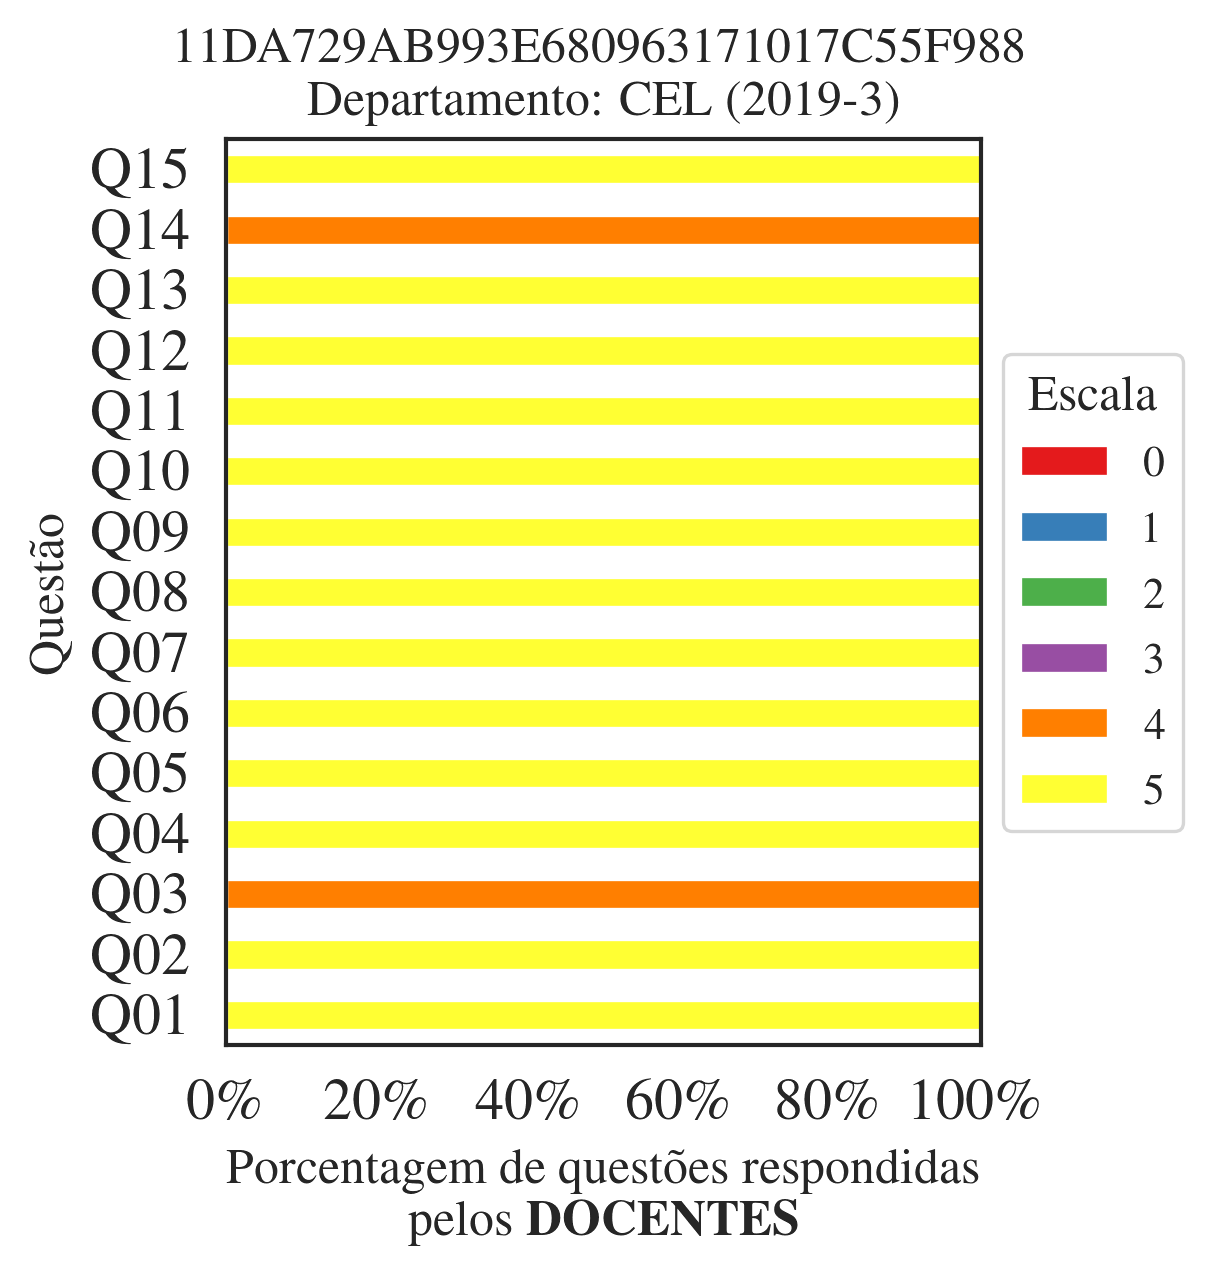 11DA729AB993E680963171017C55F988
Departamento: CEL (2019-3)
Questão
Q15
Q14
Q13
Q12
Q11
Q10
Q09
Q08
Q07
Q06
Q05
Q04
Q03
Q02
Q01
0% 20% 40% 60% 80% 100%
Porcentagem de questões respondidas
pelos DOCENTES
Escala
0
1
2
3
4
5